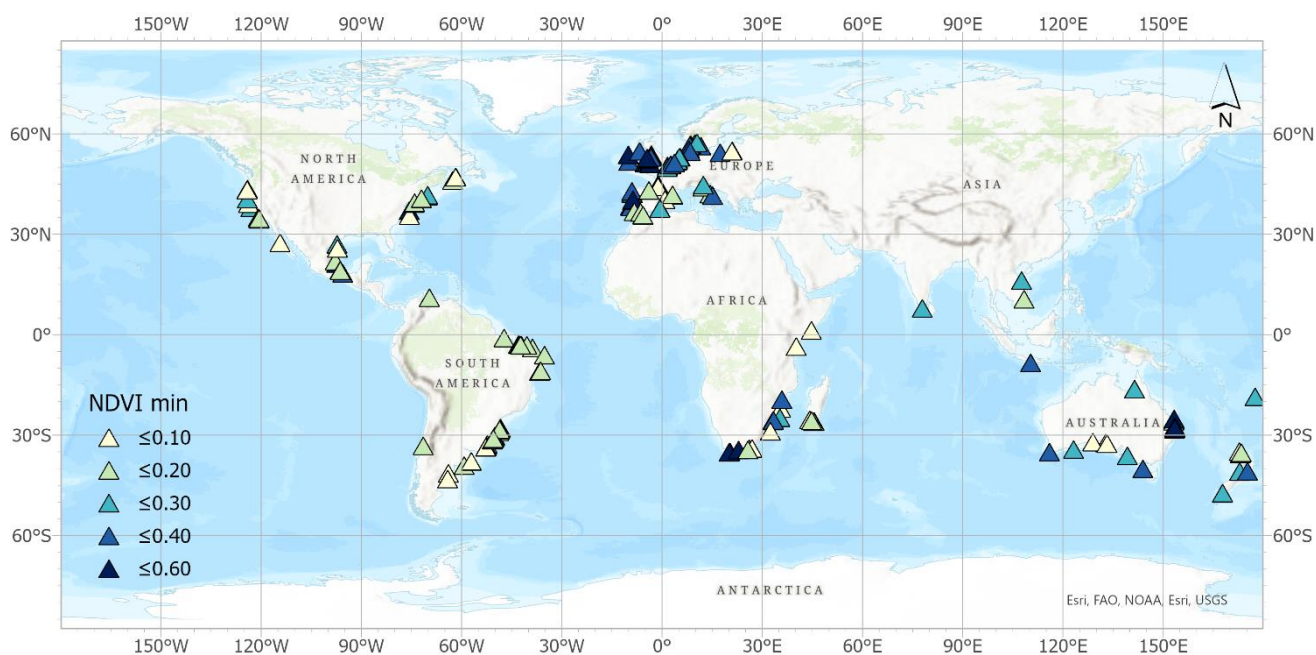 120°W 90°W 60°W 30°W 0° 30°E 60°E 90°E 120°E 150°E
N
60°N 60°N
NORTH
AMERICA
EUROPE
ASIA
30°N 30°N
AFRICA
0° 0°
SOUTH
AMERICA
NDVI min
≤0.10
≤0.20
≤0.30
≤0.40
≤0.60
AUSTRALIA
30°S 30°S
60°S 60°S
ANTARCTICA
Esri, FAO, NOAA, Esri, USGS
150°W 120°W 90°W 60°W 30°W 0° 30°E 60°E 90°E 120°E 150°E